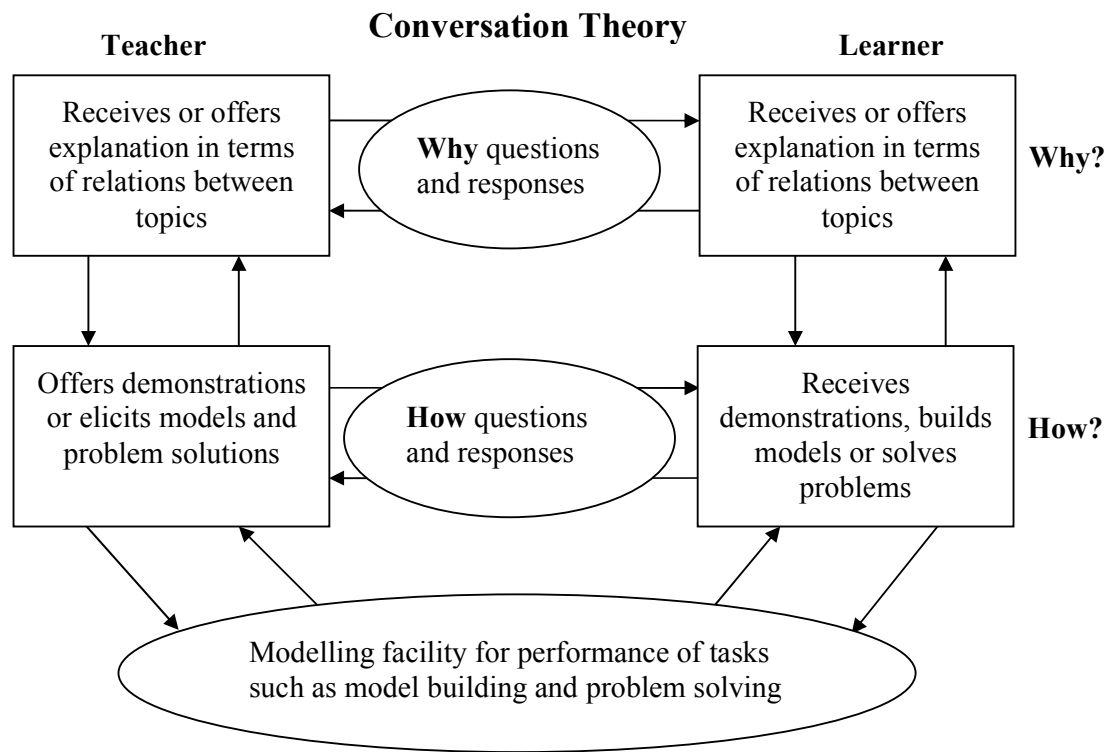 Conversation Theory
Teacher
Learner
Receives or offers
explanation in terms
of relations between
topics
Why questions
and responses
Receives or offers
explanation in terms
of relations between
topics
Why?
Offers demonstrations
or elicits models and
problem solutions
How questions
and responses
Receives
demonstrations, builds
models or solves
problems
How?
Modelling facility for performance of tasks
such as model building and problem solving